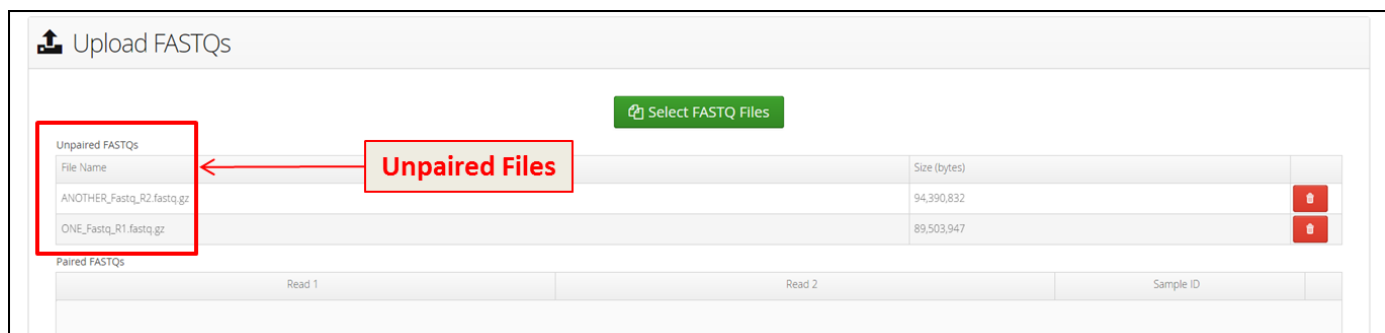 Upload FASTQs
Select FASTQ Files
Unpaired FASTQs
File Name Size (bytes)
Unpaired Files
ANOTHER_Fastq_R2.fastq.gz 94,390,832
ONE_Fastq_R1.fastq.gz 89,503,947
Paired FASTQs
Read 1 Read 2 Sample ID